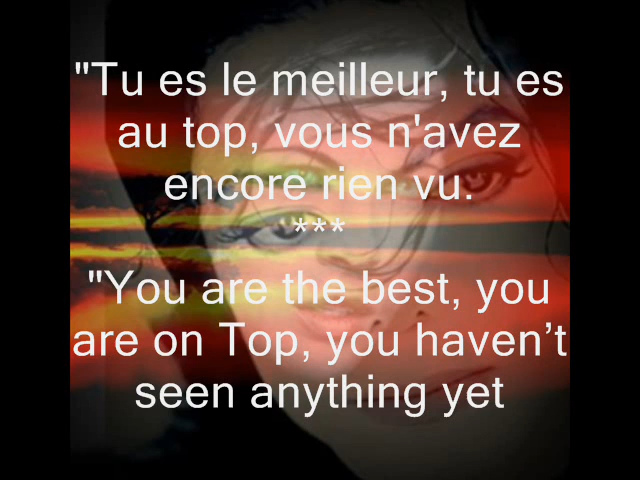 "Tu es le meilleur, tu es
au top, vous n'avez
encore rien vu.
***
"You are the best, you
are on Top, you haven’t
seen anything yet